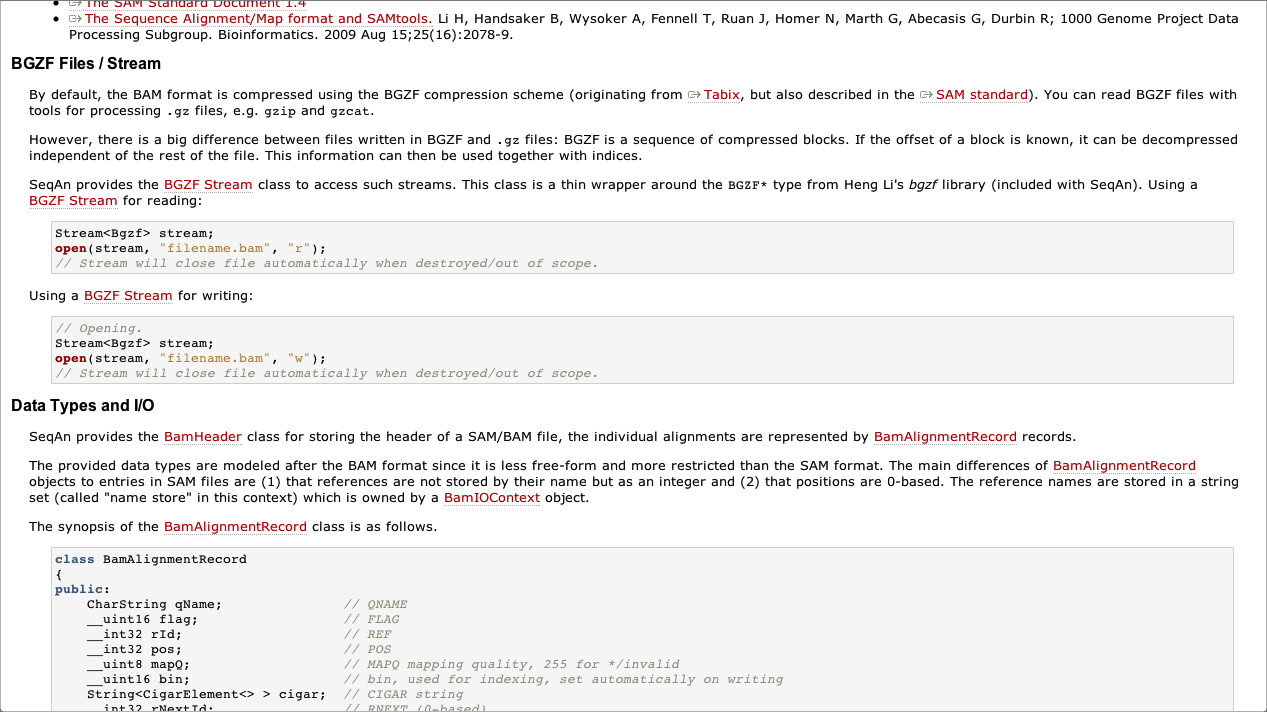 The SAM Standard Document 1.4
The Sequence Alignment/Map format and SAMtools. Li H, Handsaker B, Wysoker A, Fennell T, Ruan J, Homer N, Marth G, Abecasis G, Durbin R; 1000 Genome Project Data
Processing Subgroup. Bioinformatics. 2009 Aug 15;25(16):2078-9.
BGZF Files / Stream
By default, the BAM format is compressed using the BGZF compression scheme (originating from Tabix, but also described in the SAM standard). You can read BGZF files with
tools for processing .gz files, e.g. gzip and gzcat.
However, there is a big difference between files written in BGZF and .gz files: BGZF is a sequence of compressed blocks. If the offset of a block is known, it can be decompressed
independent of the rest of the file. This information can then be used together with indices.
SeqAn provides the BGZF Stream class to access such streams. This class is a thin wrapper around the BGZF* type from Heng Li's bgzf library (included with SeqAn). Using a
BGZF Stream for reading:
Stream<Bgzf> stream;
open(stream, "filename.bam", "r");
// Stream will close file automatically when destroyed/out of scope.
Using a BGZF Stream for writing:
// Opening.
Stream<Bgzf> stream;
open(stream, "filename.bam", "w");
// Stream will close file automatically when destroyed/out of scope.
Data Types and I/O
SeqAn provides the BamHeader class for storing the header of a SAM/BAM file, the individual alignments are represented by BamAlignmentRecord records.
The provided data types are modeled after the BAM format since it is less free-form and more restricted than the SAM format. The main differences of BamAlignmentRecord
objects to entries in SAM files are (1) that references are not stored by their name but as an integer and (2) that positions are 0-based. The reference names are stored in a string
set (called "name store" in this context) which is owned by a BamIOContext object.
The synopsis of the BamAlignmentRecord class is as follows.
class BamAlignmentRecord
{
public:
    CharString qName;               // QNAME
    __uint16 flag;                  // FLAG
    __int32 rId;                    // REF
    __int32 pos;                    // POS
    __uint8 mapQ;                   // MAPQ mapping quality, 255 for */invalid
    __uint16 bin;                   // bin, used for indexing, set automatically on writing
    String<CigarElement<> > cigar;  // CIGAR string
    __int32 rNextId;                // RNEXT (0-based)